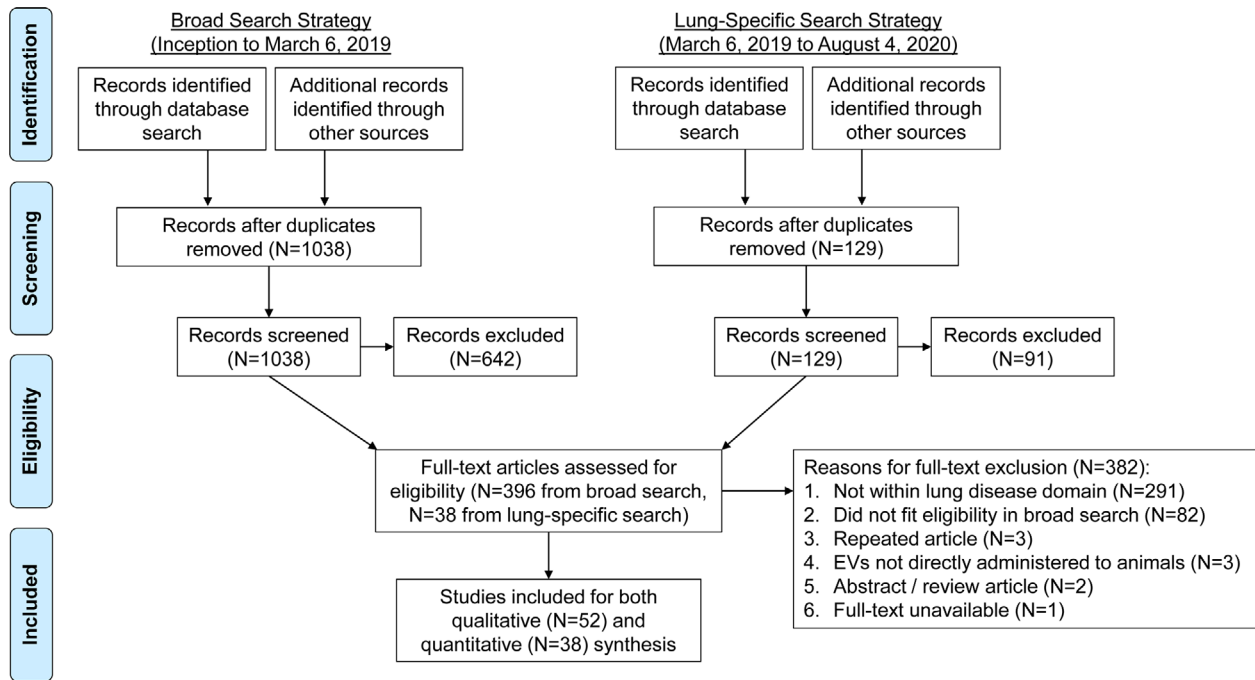 Identification
Screening
Eligibility
Included
Broad Search Strategy
(Inception to March 6, 2019
Records identified
through database
search
Additional records
identified through
other sources
Records after duplicates
removed (N=1038)
Records screened
(N=1038)
Records excluded
(N=642)
Lung-Specific Search Strategy
(March 6, 2019 to August 4, 2020)
Records identified
through database
search
Additional records
identified through
other sources
Records after duplicates
removed (N=129)
Records screened
(N=129)
Records excluded
(N=91)
Full-text articles assessed for
eligibility (N=396 from broad search,
N=38 from lung-specific search)
Reasons for full-text exclusion (N=382):
1. Not within lung disease domain (N=291)
2. Did not fit eligibility in broad search (N=82)
3. Repeated article (N=3)
4. EVs not directly administered to animals (N=3)
5. Abstract / review article (N=2)
6. Full-text unavailable (N=1)
Studies included for both
qualitative (N=52) and
quantitative (N=38) synthesis